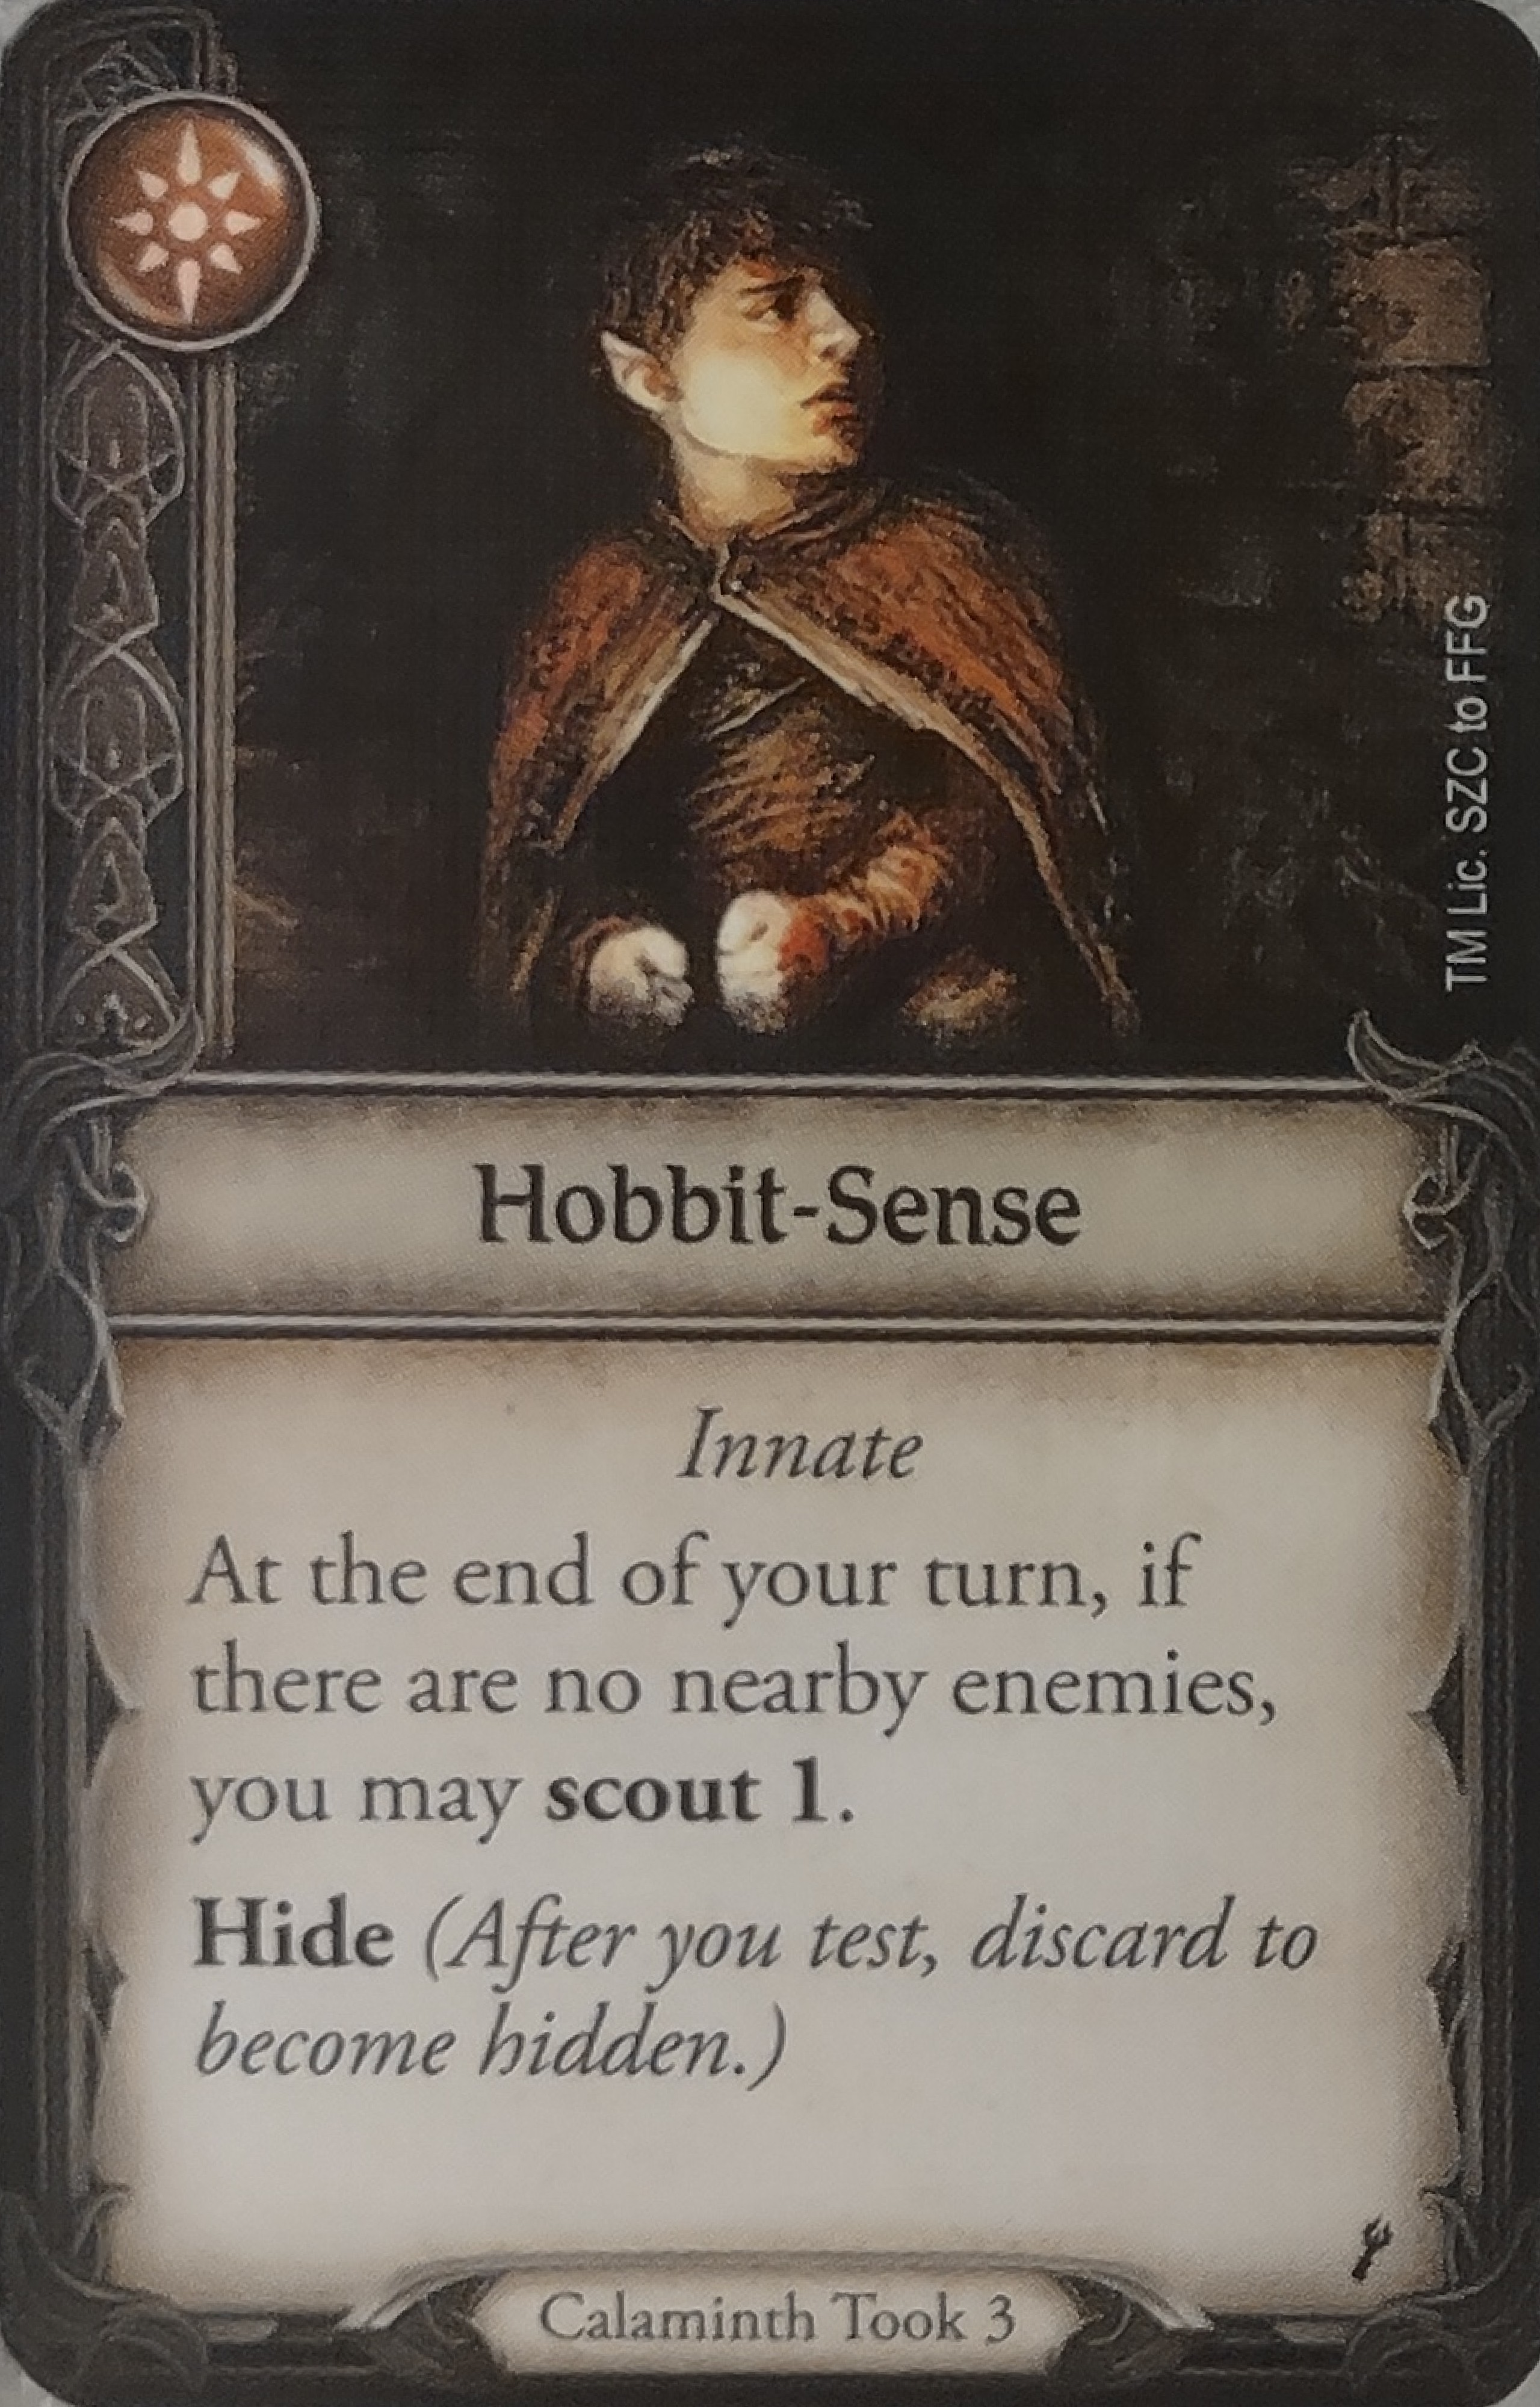 TM Lic. SZC to FFG
Hobbit-Sense
Innate
At the end of your turn, if
there are no nearby enemies,
you may scout 1.
Hide (After you test, discard to
become hidden.)
Calaminth Took 3